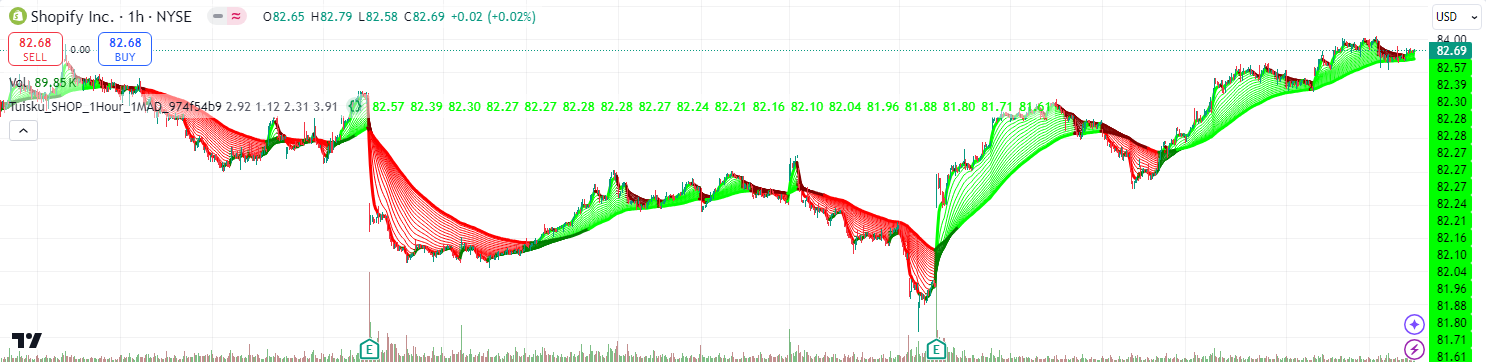 Shopify Inc. · 1h · NYSE O82.65 H82.79 L82.58 C82.69 +0.02 (+0.02%)
USD
82.68 SELL
0.00
82.68 BUY
Vol 89.85K
Tuisku_SHOP_1Hour_1MAD_974f54b9 2.92 1.12 2.31 3.91 82.57 82.39 82.30 82.27 82.27 82.28 82.28 82.27 82.24 82.21 82.16 82.10 82.04 81.96 81.88 81.80 81.71 81.61
84.00
82.69
82.57
82.39
82.30
82.28
82.28
82.27
82.27
82.27
82.24
82.21
82.16
82.10
82.04
81.96
81.88
81.80
81.71
81.61
E
E